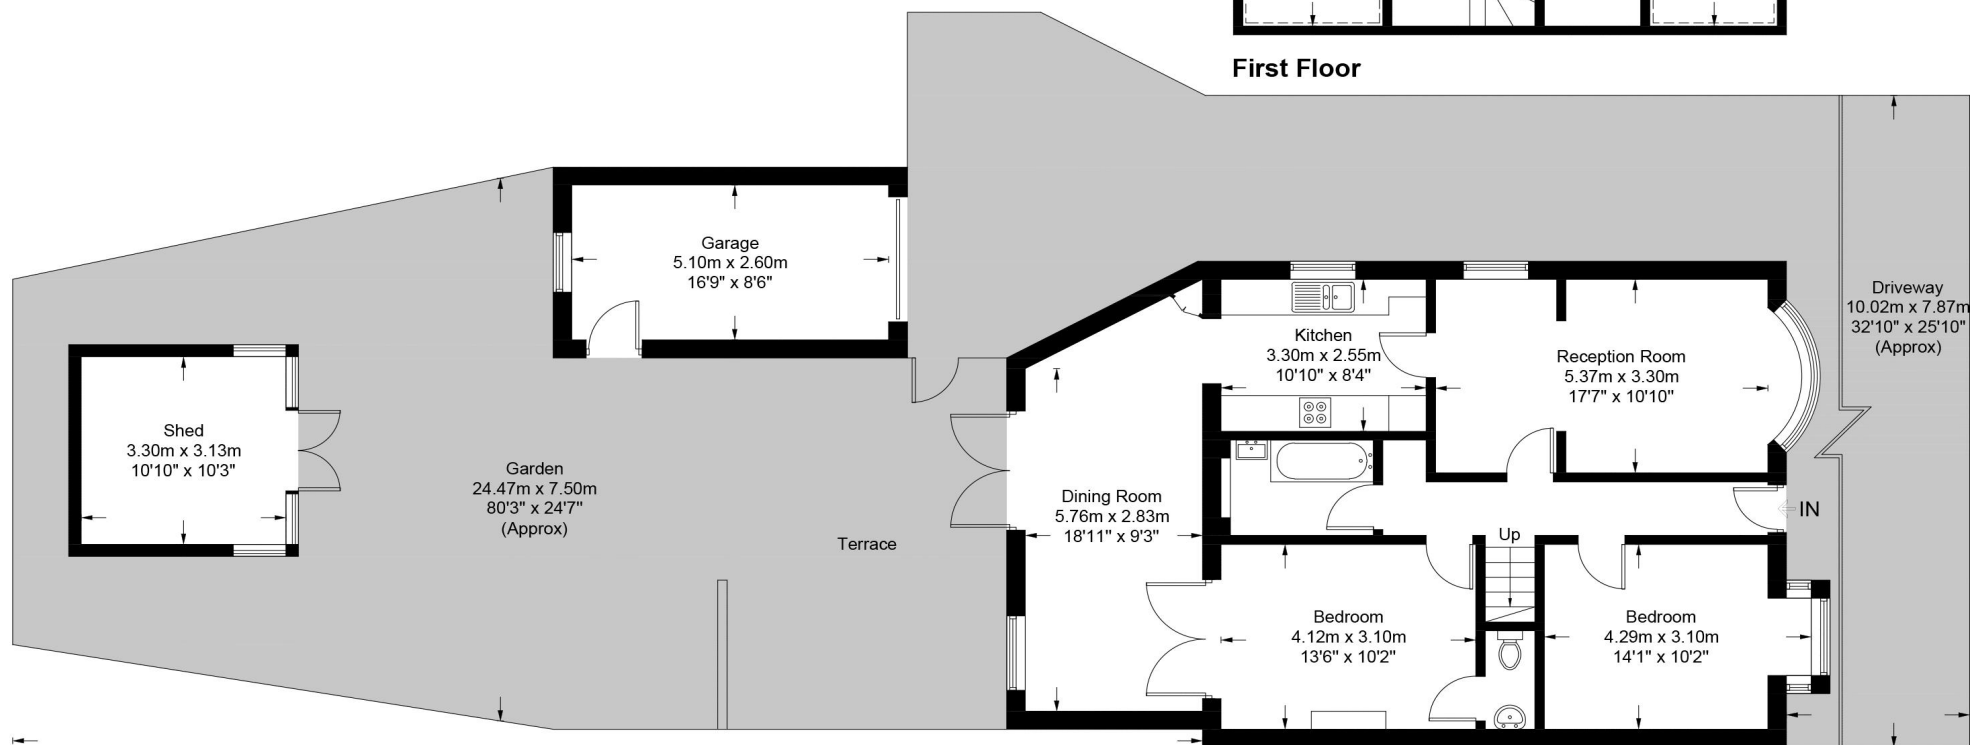 First Floor
Garage
5.10m x 2.60m
16'9" x 8'6"
Driveway
10.02m x 7.87m
32'10" x 25'10"
(Approx)
Kitchen
3.30m x 2.55m
10'10" x 8'4"
Reception Room
5.37m x 3.30m
17'7" x 10'10"
Shed
3.30m x 3.13m
10'10" x 10'3"
Garden
24.47m x 7.50m
80'3" x 24'7"
(Approx)
Dining Room
5.76m x 2.83m
18'11" x 9'3"
Terrace
IN
Up
Bedroom
4.12m x 3.10m
13'6" x 10'2"
Bedroom
4.29m x 3.10m
14'1" x 10'2"